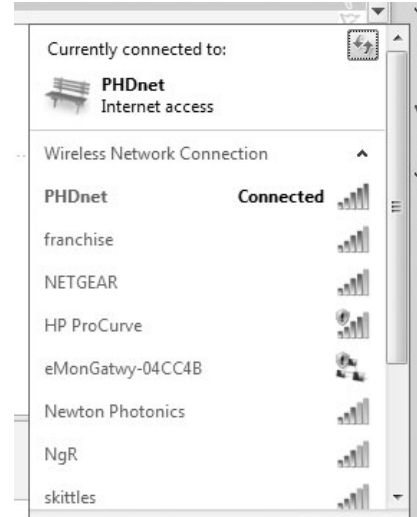 Currently connected to:
PHDnet
Internet access
Wireless Network Connection
PHDnet Connected
franchise
NETGEAR
HP ProCurve
eMonGatwy-04CC4B
Newton Photonics
NgR
skittles